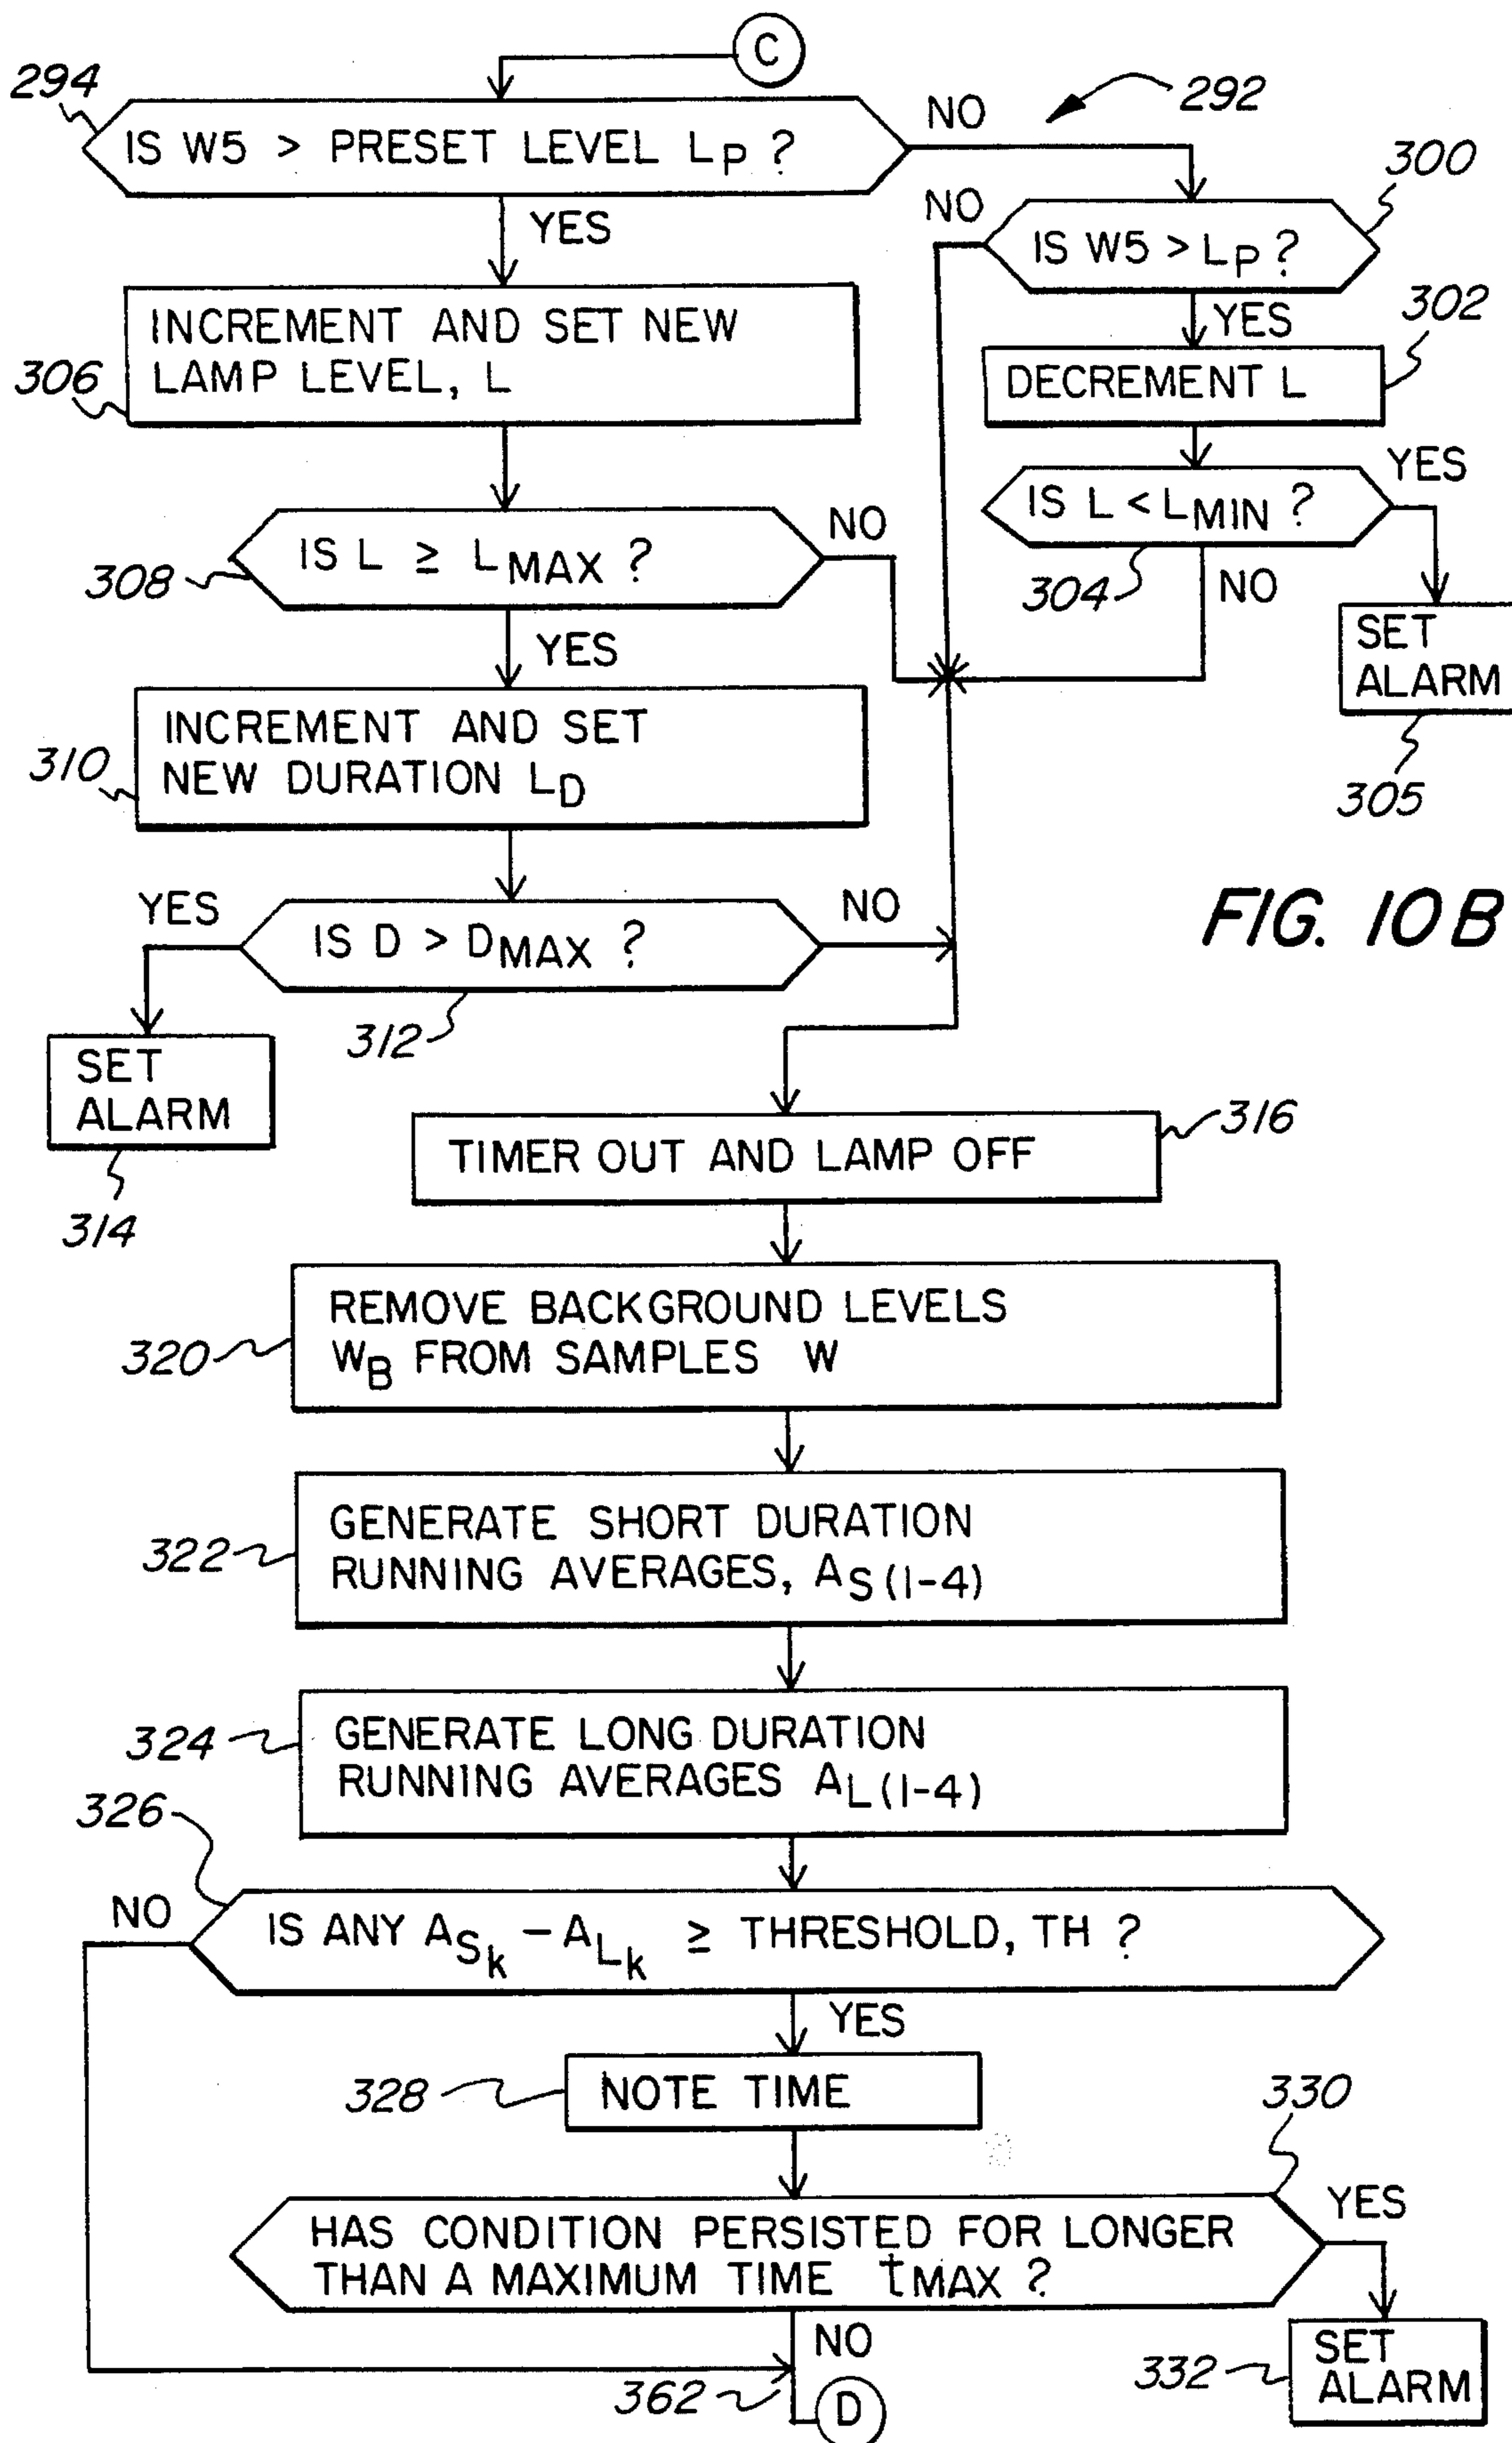 C
294
IS W5 > PRESET LEVEL LP ?
NO
292
YES
300
NO
IS W5 > LP ?
YES
302
DECREMENT L
306
INCREMENT AND SET NEW
LAMP LEVEL, L
IS L < LMIN ?
YES
304
NO
308
IS L ≥ LMAX ?
NO
YES
SET
ALARM
305
310
INCREMENT AND SET
NEW DURATION LD
FIG. 10B
YES
IS D > DMAX ?
NO
312
SET
ALARM
314
TIMER OUT AND LAMP OFF
316
320
REMOVE BACKGROUND LEVELS
WB FROM SAMPLES W
322
GENERATE SHORT DURATION
RUNNING AVERAGES, AS(1-4)
324
GENERATE LONG DURATION
RUNNING AVERAGES AL(1-4)
326
NO
IS ANY ASk - ALk ≥ THRESHOLD, TH ?
YES
328
NOTE TIME
330
HAS CONDITION PERSISTED FOR LONGER
THAN A MAXIMUM TIME tMAX ?
YES
NO
332
SET
ALARM
362
D